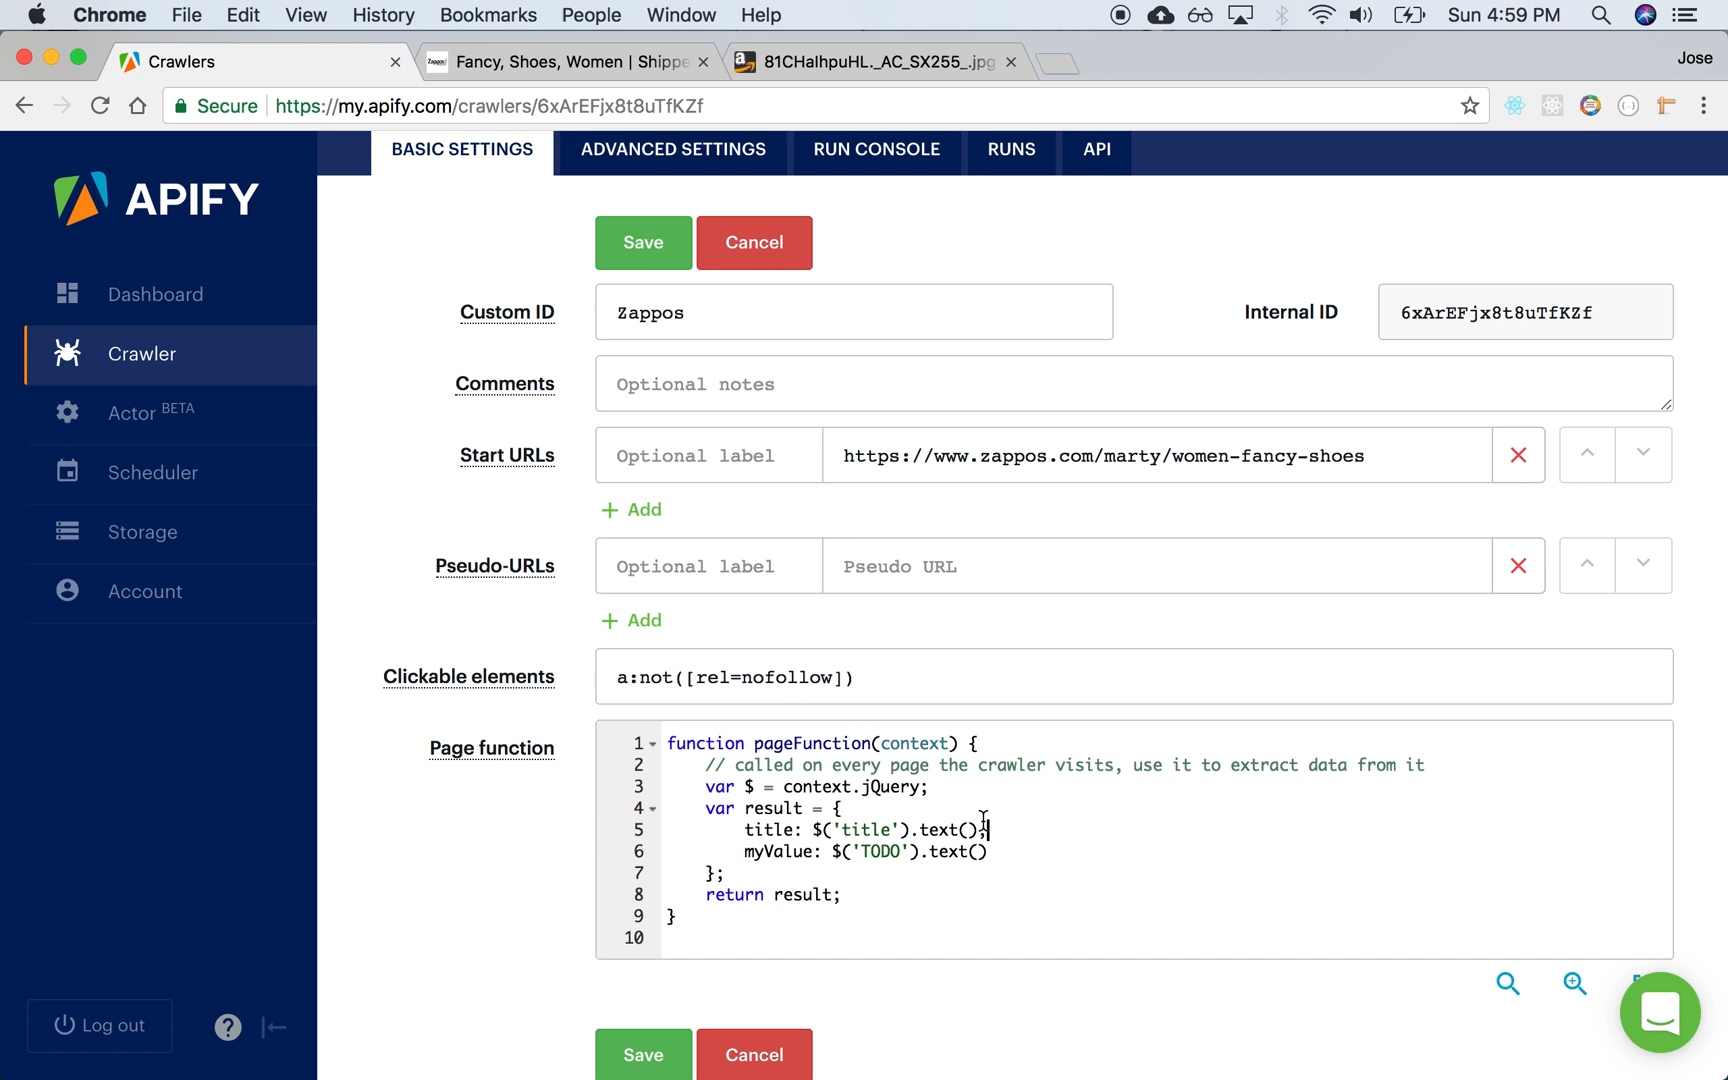 Chrome File Edit View History Bookmarks People Window Help Sun 4:59 PM
Crawlers Fancy, Shoes, Women | Shippe 81CHalhpuHL._AC_SX255_.jpg Jose
Secure https://my.apify.com/crawlers/6xArEFjx8t8uTfKZf
BASIC SETTINGS ADVANCED SETTINGS RUN CONSOLE RUNS API
APIFY
Dashboard
Crawler
Actor BETA
Scheduler
Storage
Account
Log out
Save Cancel
Custom ID Zappos Internal ID 6xArEFjx8t8uTfKZf
Comments Optional notes
Start URLs Optional label https://www.zappos.com/marty/women-fancy-shoes
+ Add
Pseudo-URLs Optional label Pseudo URL
+ Add
Clickable elements a:not([rel=nofollow])
Page function
1 function pageFunction(context) {
2 // called on every page the crawler visits, use it to extract data from it
3 var $ = context.jQuery;
4 var result = {
5 title: $('title').text(),
6 myValue: $('TODO').text()
7 };
8 return result;
9 }
10
Save Cancel